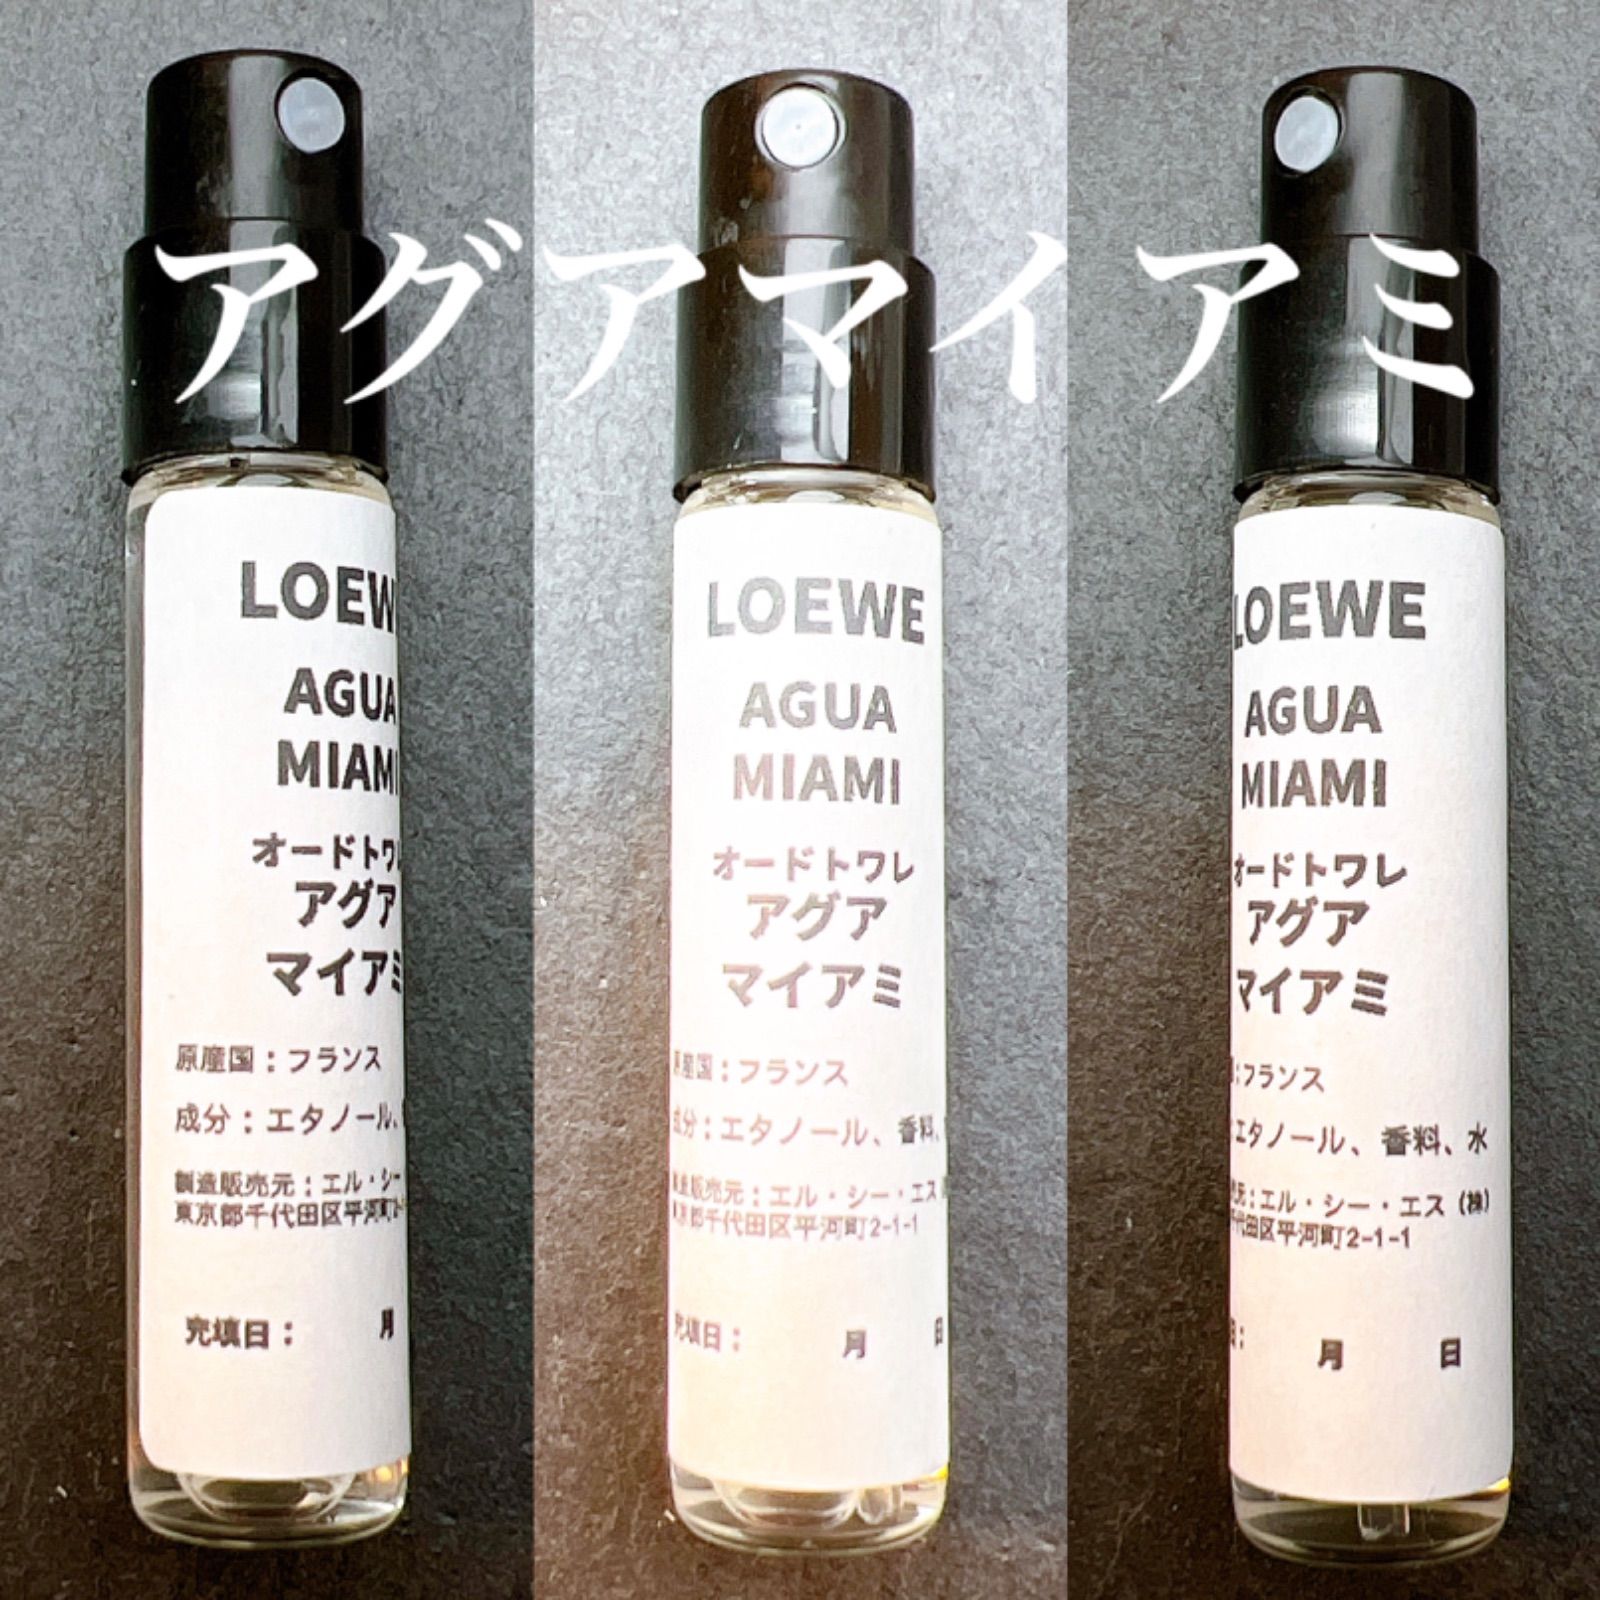 アグアマイアミ
LOEW
AGUA
MIAMI
オードトワレ
アグア
マイアミ
原産国：フランス
成分：エタノール、
製造販売元：エル・シー
東京都千代田区平河町2-
充填日：　月
LOEWE
AGUA
MIAMI
オードトワレ
アグア
マイアミ
原産国：フランス
成分：エタノール、香料、
製造販売元：エル・シー・エス
東京都千代田区平河町2-1-1
充填日：　月　日
LOEWE
AGUA
MIAMI
オードトワレ
アグア
マイアミ
：フランス
エタノール、香料、水
売元：エル・シー・エス（株）
千代田区平河町2-1-1
日：　月　日